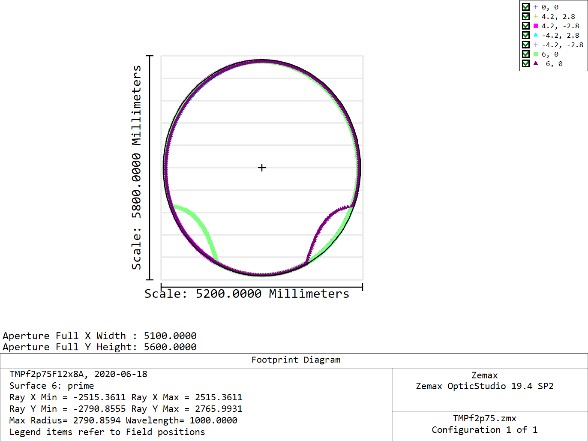 + 0, 0
+ 4.2, 2.8
4.2, -2.8
-4.2, 2.8
+ -4.2, -2.8
6, 0
-6, 0
Scale: 5800.0000 Millimeters
Scale: 5200.0000 Millimeters
Aperture Full X Width : 5100.0000
Aperture Full Y Height: 5600.0000
Footprint Diagram
TMPf2p75F12x8A, 2020-06-18
Surface 6: prime
Ray X Min = -2515.3611 Ray X Max = 2515.3611
Ray Y Min = -2790.8555 Ray Y Max = 2765.9931
Max Radius= 2790.8594 Wavelength= 1000.0000
Legend items refer to Field positions
Zemax
Zemax OpticStudio 19.4 SP2
TMPf2p75.zmx
Configuration 1 of 1